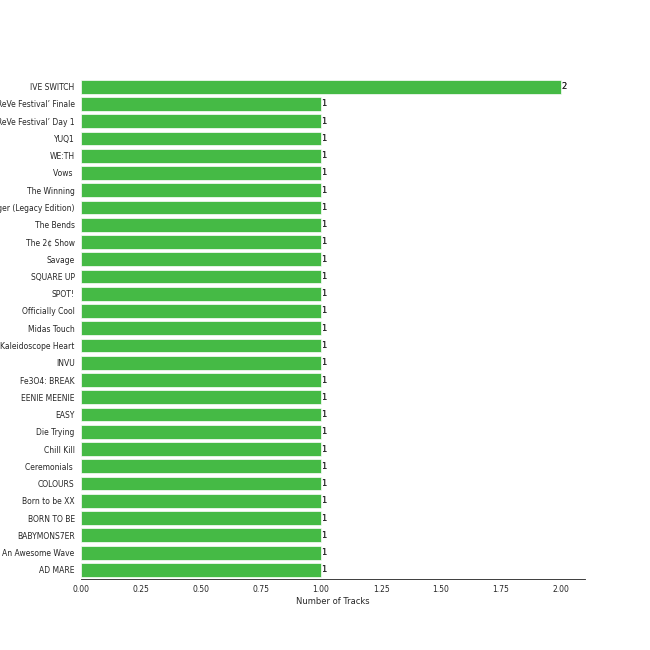 IVE SWITCH 2
ReVe Festival’ Finale 1
ReVe Festival’ Day 1 1
YUQ1 1
WE:TH 1
Vows 1
The Winning 1
(Legacy Edition) 1
The Bends 1
The 2¢ Show 1
Savage 1
SQUARE UP 1
SPOT! 1
Officially Cool 1
Midas Touch 1
Kaleidoscope Heart 1
INVU 1
Fe3O4: BREAK 1
EENIE MEENIE 1
EASY 1
Die Trying 1
Chill Kill 1
Ceremonials 1
COLOURS 1
Born to be XX 1
BORN TO BE 1
BABYMONS7ER 1
An Awesome Wave 1
AD MARE 1
0.00 0.25 0.50 0.75 1.00 1.25 1.50 1.75 2.00
Number of Tracks